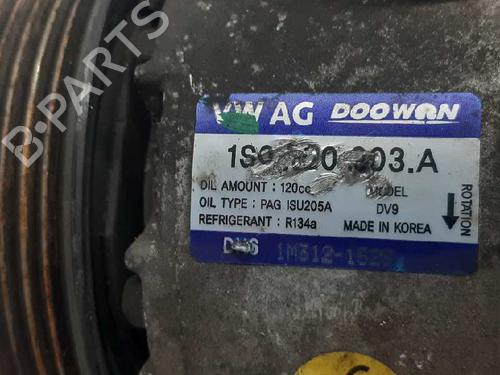 B-PARTS
VW AG DOOWON
.A
OIL AMOUNT : 120cc MODEL
OIL TYPE : PAG ISU205A DV9
REFRIGERANT : R134a MADE IN KOREA
ROTATION